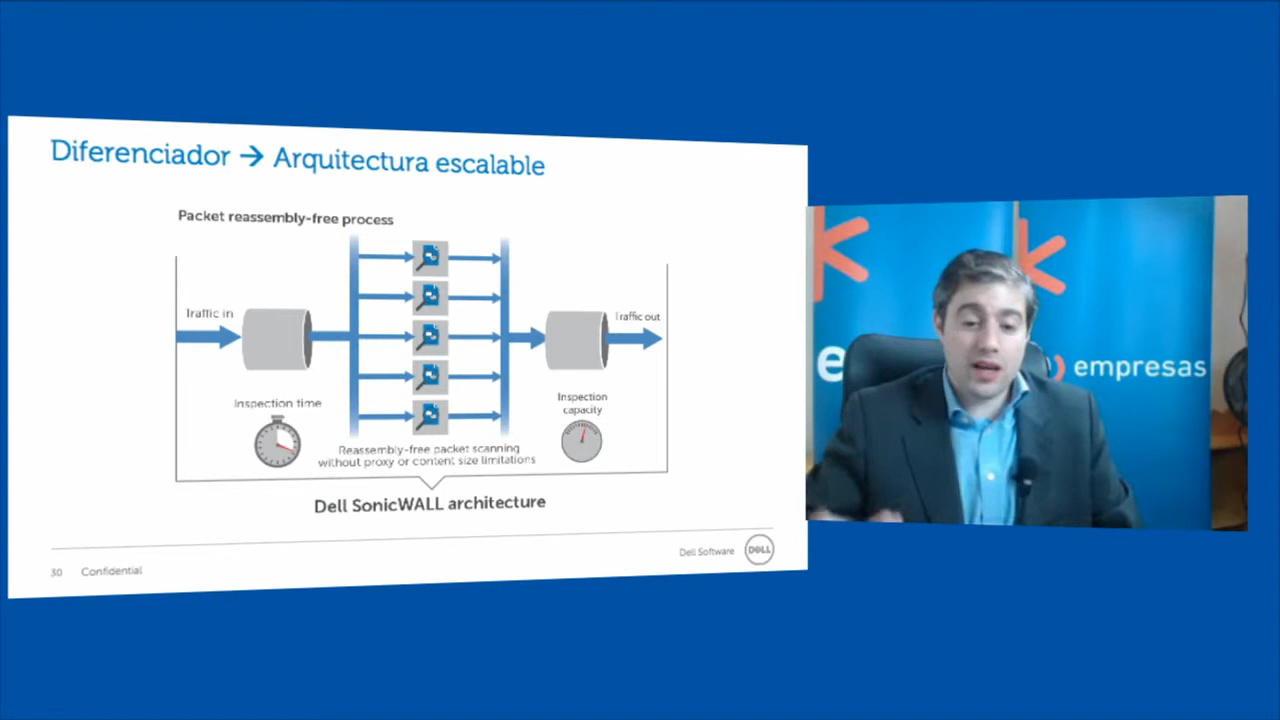 Diferenciador → Arquitectura escalable
Packet reassembly-free process
Traffic in
Traffic out
Inspection time
Inspection
capacity
Reassembly-free packet scanning
without proxy or content size limitations
Dell SonicWALL architecture
30 Confidential
Dell Software
DELL
k
k
e
empresas